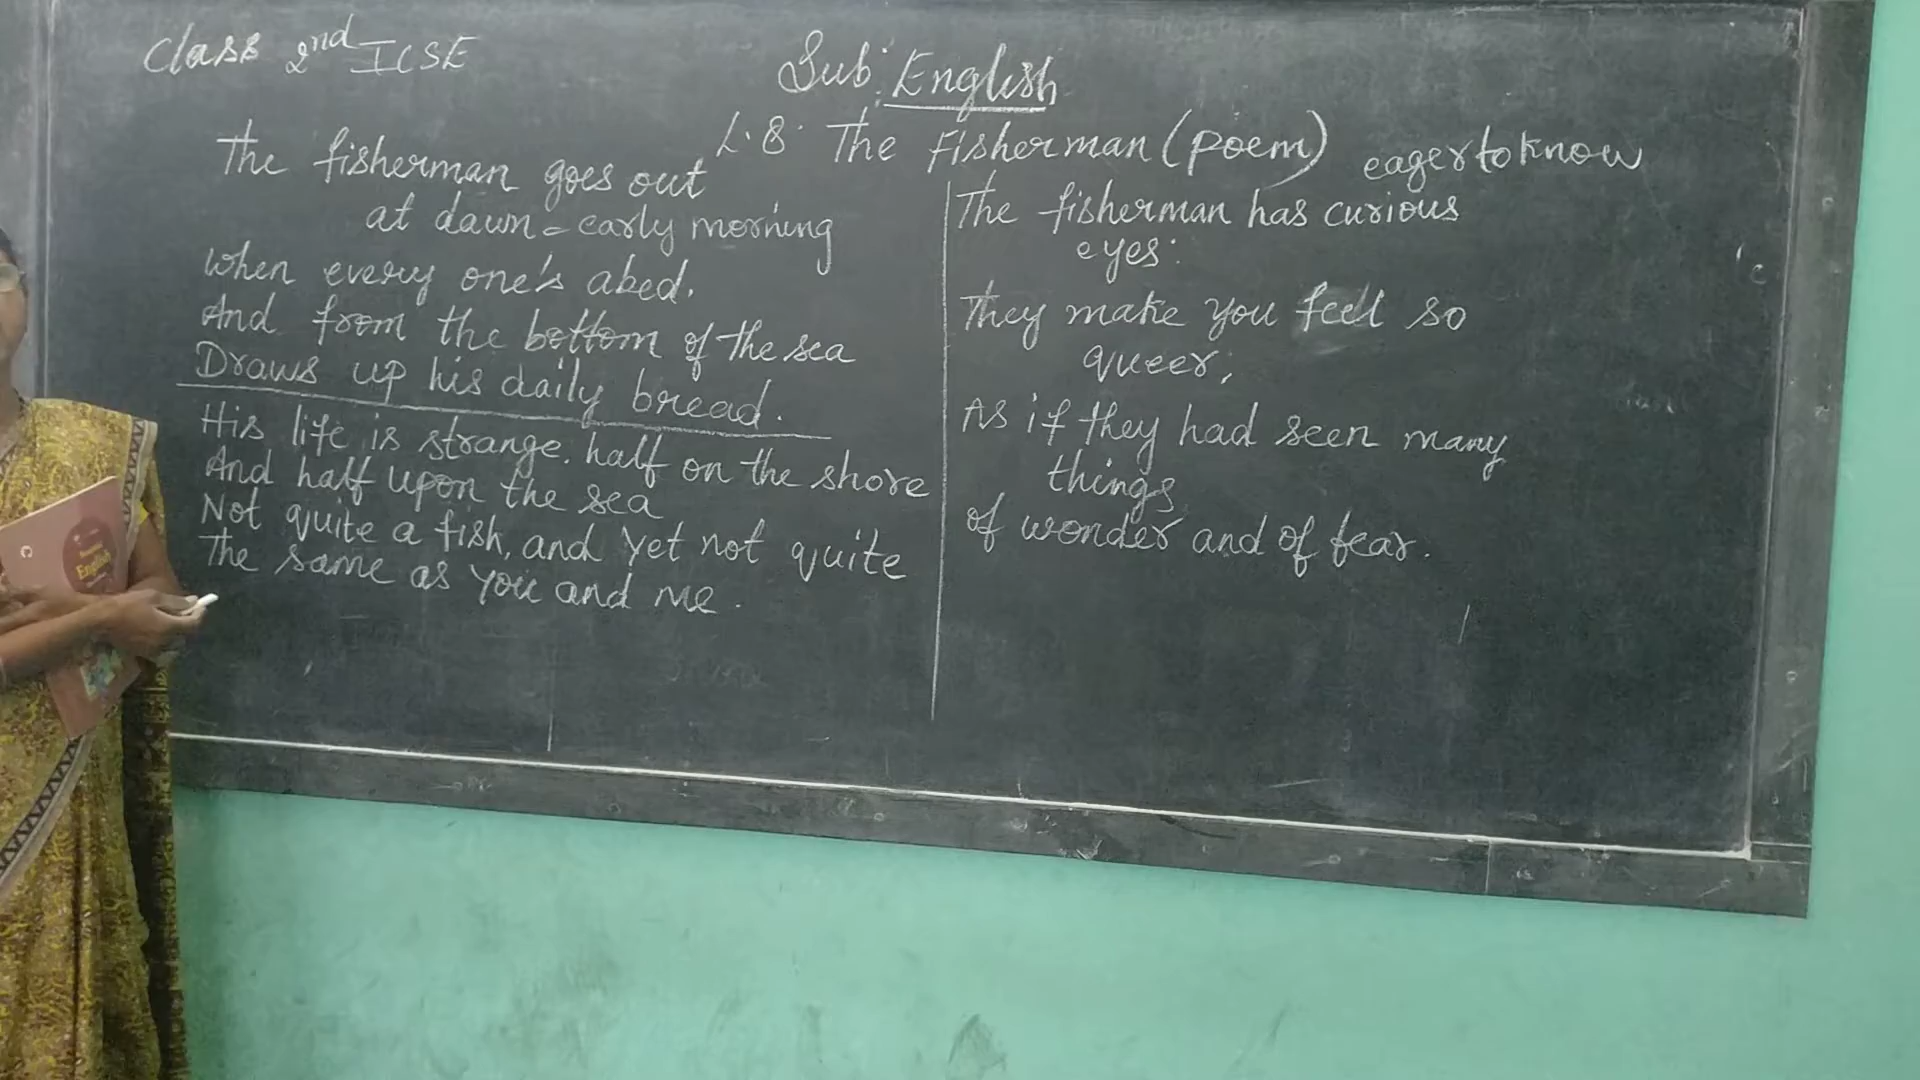 Class 2nd ICSE
Sub: English
L.8. The Fisherman (poem)
The fisherman goes out
at dawn = early morning
when every one's abed.
And from the bottom of the sea
Draws up his daily bread.
His life is strange. half on the shore
And half upon the sea
Not quite a fish, and yet not quite
The same as you and me.
eager to know
The fisherman has curious
eyes:
They make you feel so
queer;
As if they had seen many
things
of wonder and of fear.
English